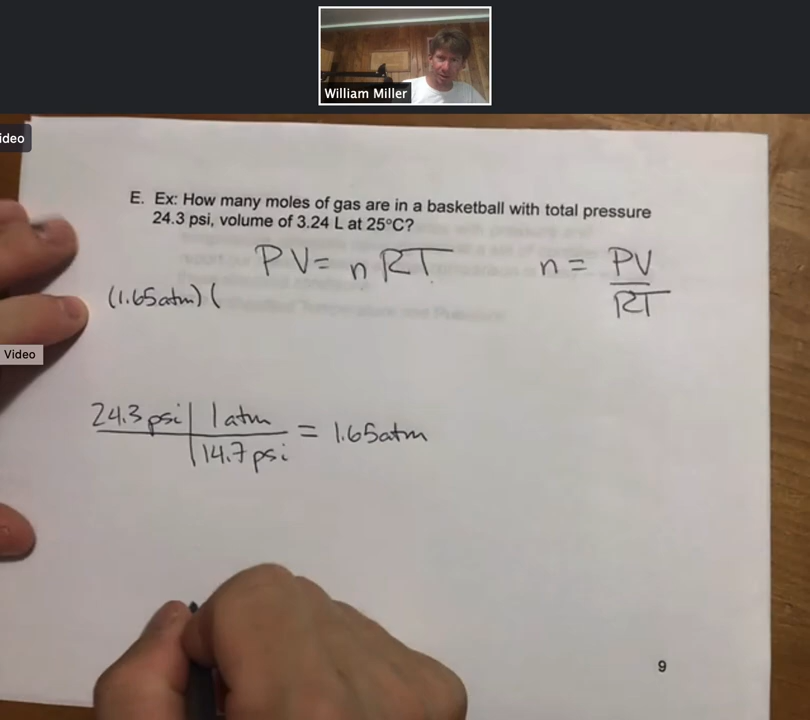 William Miller
ideo
E. Ex: How many moles of gas are in a basketball with total pressure
24.3 psi, volume of 3.24 L at 25°C?
PV = nRT
n = PV
RT
(1.65atm) (
Video
24.3 psi | 1 atm = 1.65atm
14.7 psi
9